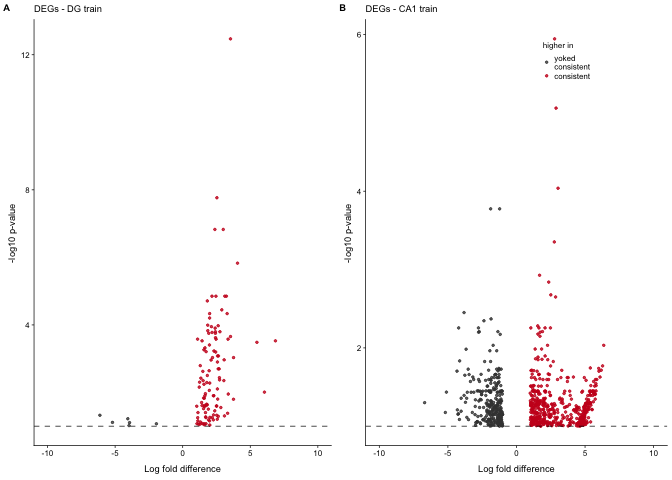 A
DEGs - DG train
12
8
4
-log10 p-value
-10
-5
0
5
10
Log fold difference
B
DEGs - CA1 train
higher in
yoked
consistent
consistent
6
4
2
-log10 p-value
-10
-5
0
5
10
Log fold difference